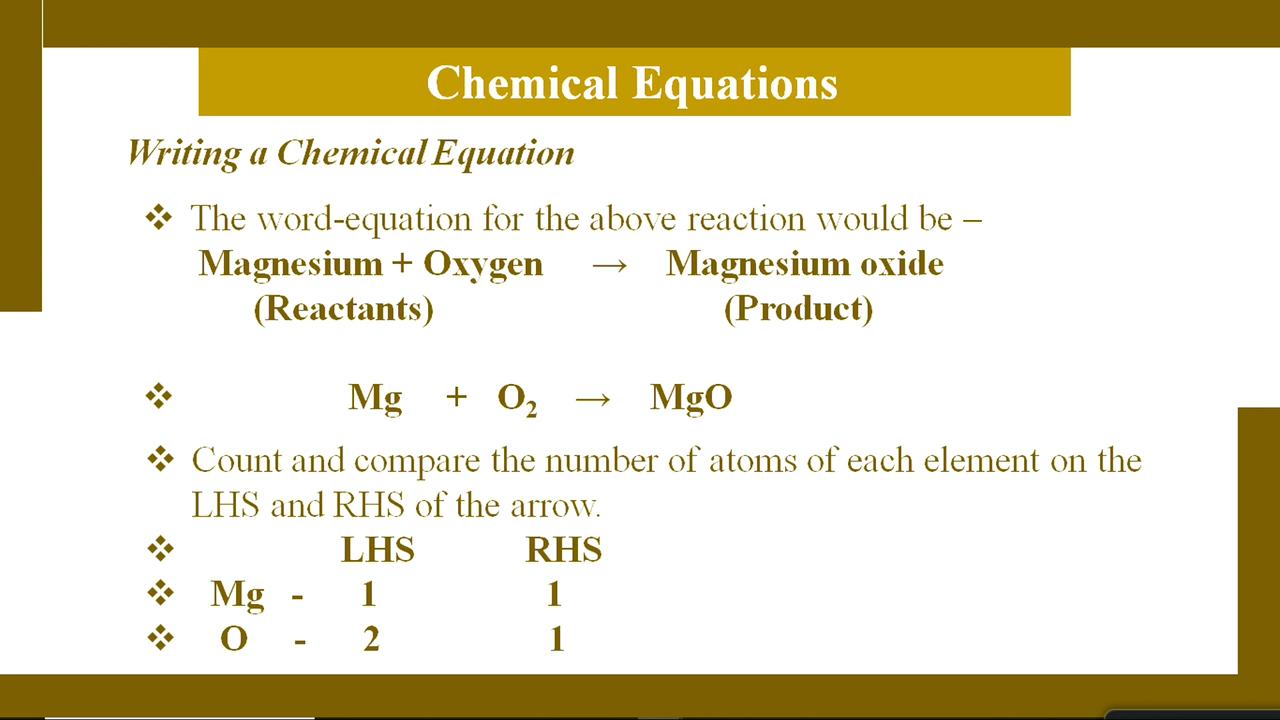 Chemical Equations
Writing a Chemical Equation
❖ The word-equation for the above reaction would be –
Magnesium + Oxygen → Magnesium oxide
(Reactants) (Product)
❖ Mg + O₂ → MgO
❖ Count and compare the number of atoms of each element on the
LHS and RHS of the arrow.
❖ LHS RHS
❖ Mg - 1 1
❖ O - 2 1